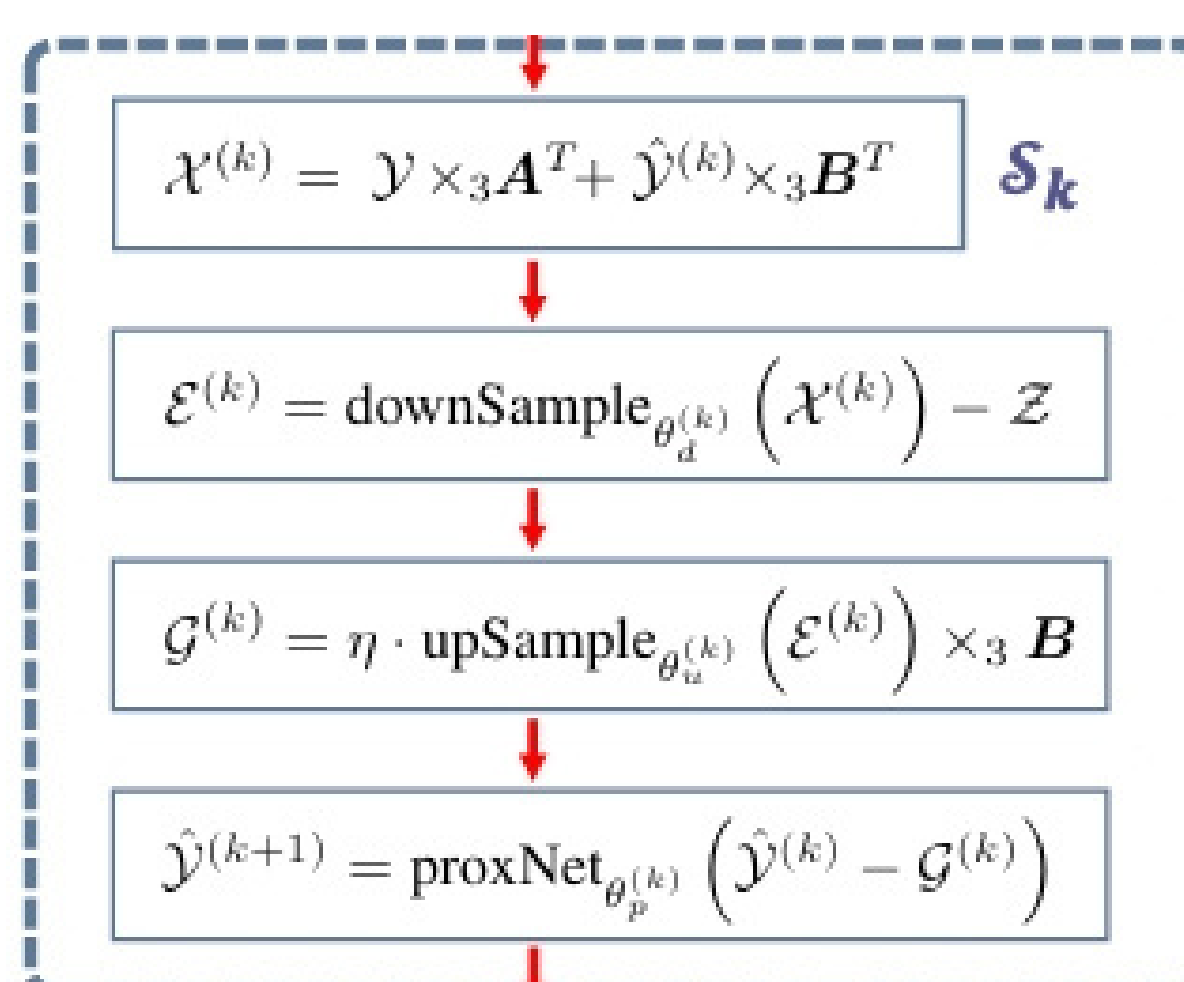 𝒳^(k) = 𝒴 ×₃ 𝑨^T + 𝒴̂^(k) ×₃ 𝑩^T
𝒮_k
ℰ^(k) = downSample_{θ_d^(k)} (𝒳^(k)) − 𝒵
𝒢^(k) = η · upSample_{θ_u^(k)} (ℰ^(k)) ×₃ 𝑩
𝒴̂^(k+1) = proxNet_{θ_p^(k)} (𝒴̂^(k) − 𝒢^(k))